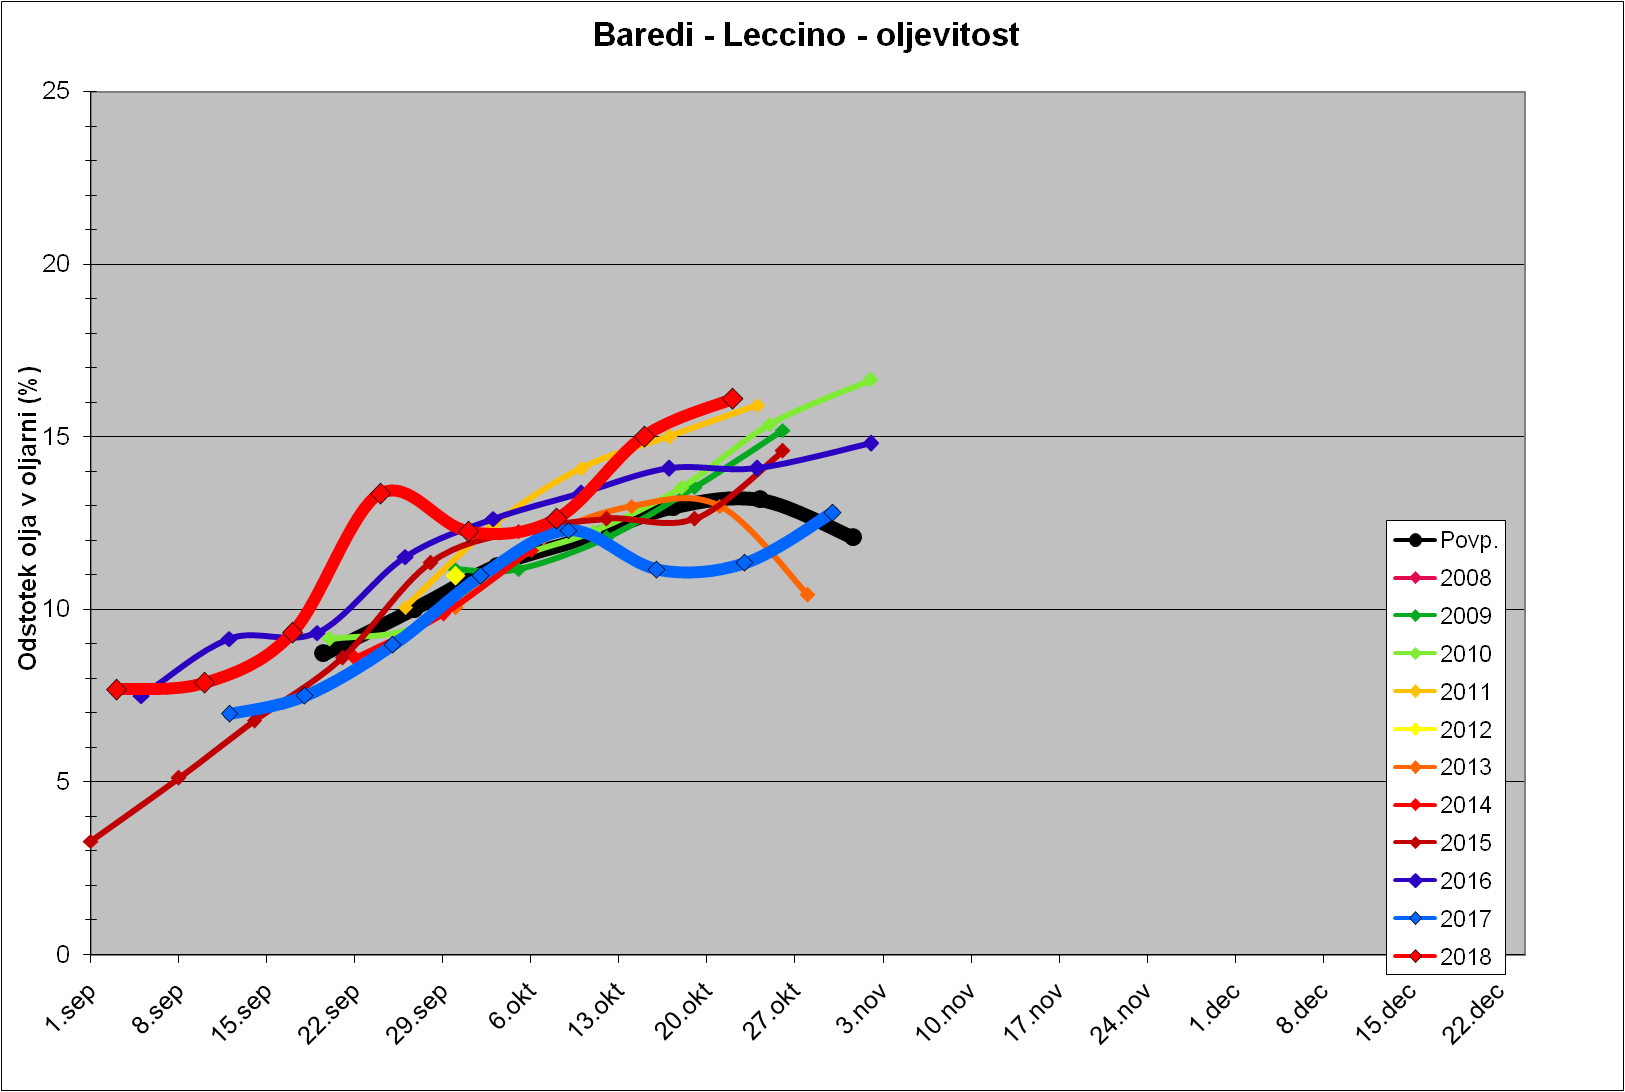 Baredi - Leccino - oljevitost
Odstotek olja v oljarni (%)
25
20
15
10
5
0
1.sep
8.sep
15.sep
22.sep
29.sep
6.okt
13.okt
20.okt
27.okt
3.nov
10.nov
17.nov
24.nov
1.dec
8.dec
15.dec
22.dec
Povp.
2008
2009
2010
2011
2012
2013
2014
2015
2016
2017
2018